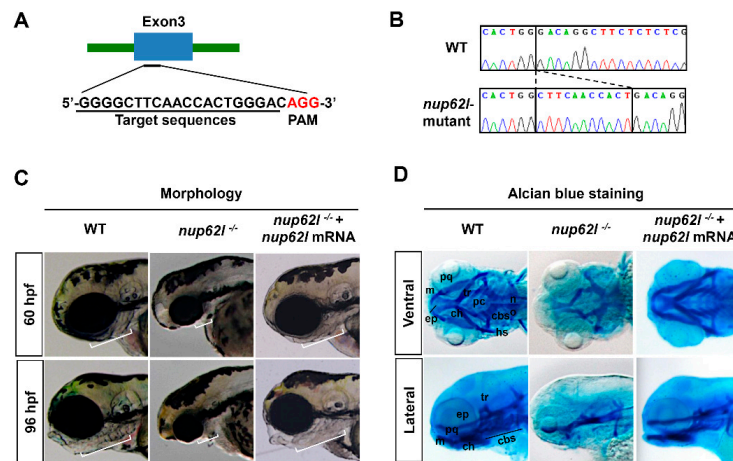 A
Exon3
5’-GGGGCTTCAACCACTGGGACAGG-3’
Target sequences PAM
B
WT
CACTGGGACAGGCTTCTCTCTCG
nup62l-
mutant
CACTGGCTTCAACCACTGACAGG
C
Morphology
WT
nup62l -/-
nup62l -/- +
nup62l mRNA
60 hpf
96 hpf
D
Alcian blue staining
WT
nup62l -/-
nup62l -/- +
nup62l mRNA
Ventral
pq
m
tr
pc
n
o
ep
ch
cbs
hs
Lateral
tr
ep
pq
m
ch
cbs